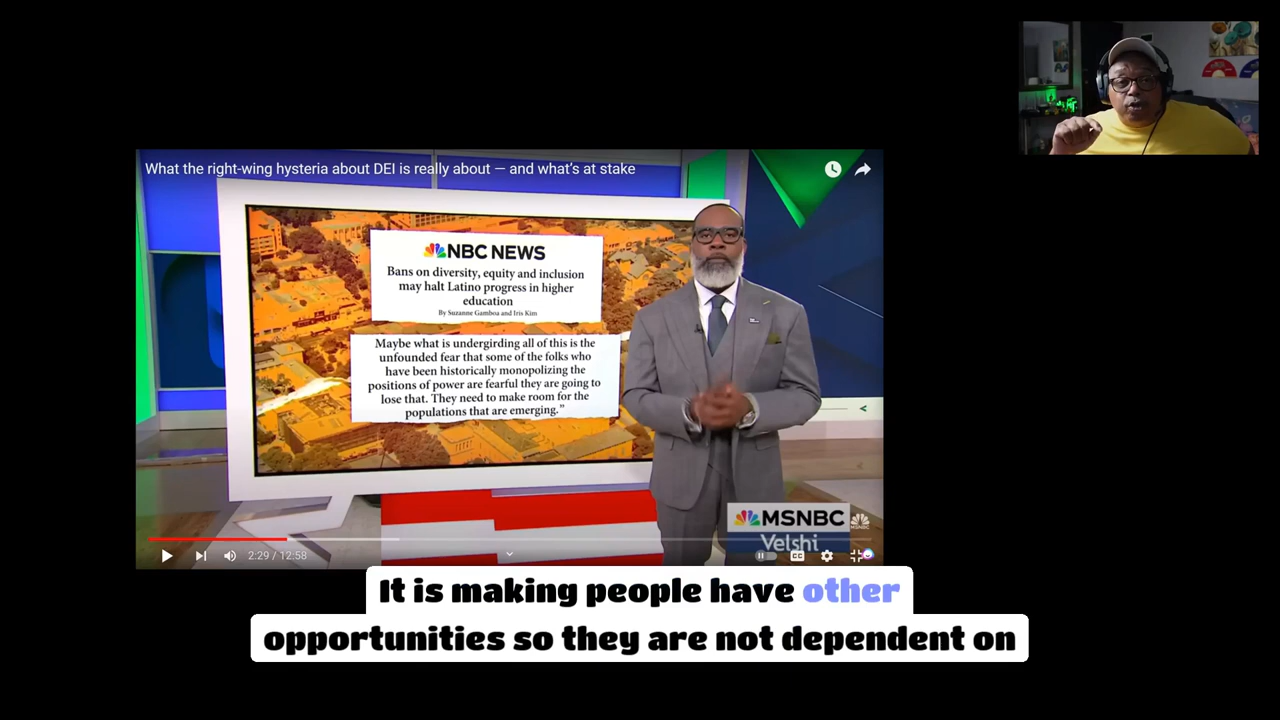 What the right-wing hysteria about DEI is really about — and what's at stake
NBC NEWS
Bans on diversity, equity and inclusion
may halt Latino progress in higher
education
By Suzanne Gamboa and Iris Kim
Maybe what is undergirding all of this is the
unfounded fear that some of the folks who
have been historically monopolizing the
positions of power are fearful they are going to
lose that. They need to make room for the
populations that are emerging.”
MSNBC
Velshi
2:29 / 12:58
CC
It is making people have other
opportunities so they are not dependent on